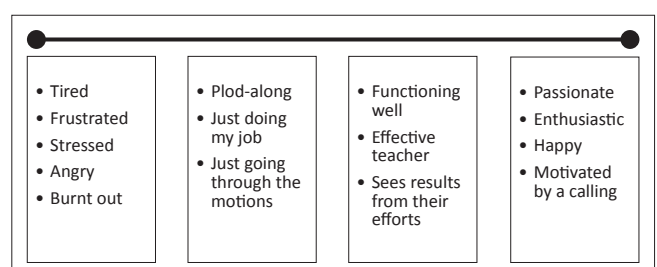 • Tired
• Frustrated
• Stressed
• Angry
• Burnt out
• Plod-along
• Just doing
my job
• Just going
through the
motions
• Functioning
well
• Effective
teacher
• Sees results
from their
efforts
• Passionate
• Enthusiastic
• Happy
• Motivated
by a calling